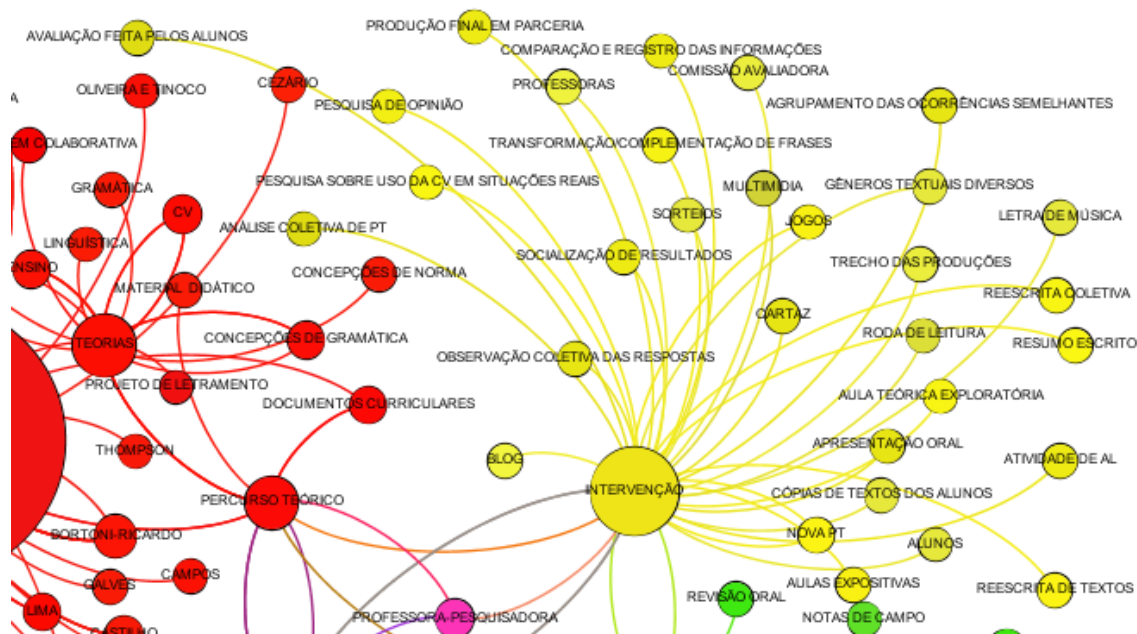 PRODUÇÃO FINAL EM PARCERIA
AVALIAÇÃO FEITA PELOS ALUNOS
COMPARAÇÃO E REGISTRO DAS INFORMAÇÕES
COMISSÃO AVALIADORA
CEZÁRIO
PROFESSORAS
OLIVEIRA E TINOCO
A
PESQUISA DE OPINIÃO
AGRUPAMENTO DAS OCORRÊNCIAS SEMELHANTES
EM COLABORATIVA
TRANSFORMAÇÃO/COMPLEMENTAÇÃO DE FRASES
PESQUISA SOBRE USO DA CV EM SITUAÇÕES REAIS
GRAMÁTICA
MULTIMÍDIA
GÊNEROS TEXTUAIS DIVERSOS
CV
SORTEIOS
JOGOS
LETRA DE MÚSICA
ANÁLISE COLETIVA DE PT
LINGUÍSTICA
SOCIALIZAÇÃO DE RESULTADOS
TRECHO DAS PRODUÇÕES
ENSINO
CONCEPÇÕES DE NORMA
MATERIAL DIDÁTICO
REESCRITA COLETIVA
CARTAZ
RODA DE LEITURA
TEORIAS
CONCEPÇÕES DE GRAMÁTICA
RESUMO ESCRITO
OBSERVAÇÃO COLETIVA DAS RESPOSTAS
PROJETO DE LETRAMENTO
AULA TEÓRICA EXPLORATÓRIA
DOCUMENTOS CURRICULARES
APRESENTAÇÃO ORAL
THOMPSON
BLOG
ATIVIDADE DE AL
INTERVENÇÃO
CÓPIAS DE TEXTOS DOS ALUNOS
PERCURSO TEÓRICO
BORTONI-RICARDO
NOVA PT
ALUNOS
CAMPOS
GALVES
AULAS EXPOSITIVAS
REESCRITA DE TEXTOS
REVISÃO ORAL
LIMA
PROFESSORA-PESQUISADORA
NOTAS DE CAMPO
CASTILHO